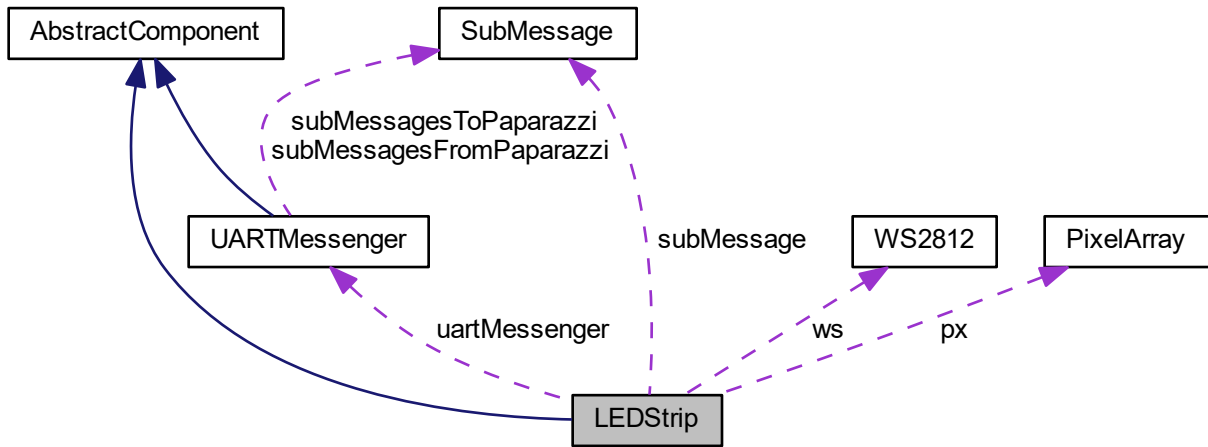 AbstractComponent
SubMessage
subMessagesToPaparazzi
subMessagesFromPaparazzi
UARTMessenger
subMessage
WS2812
PixelArray
uartMessenger
ws
px
LEDStrip